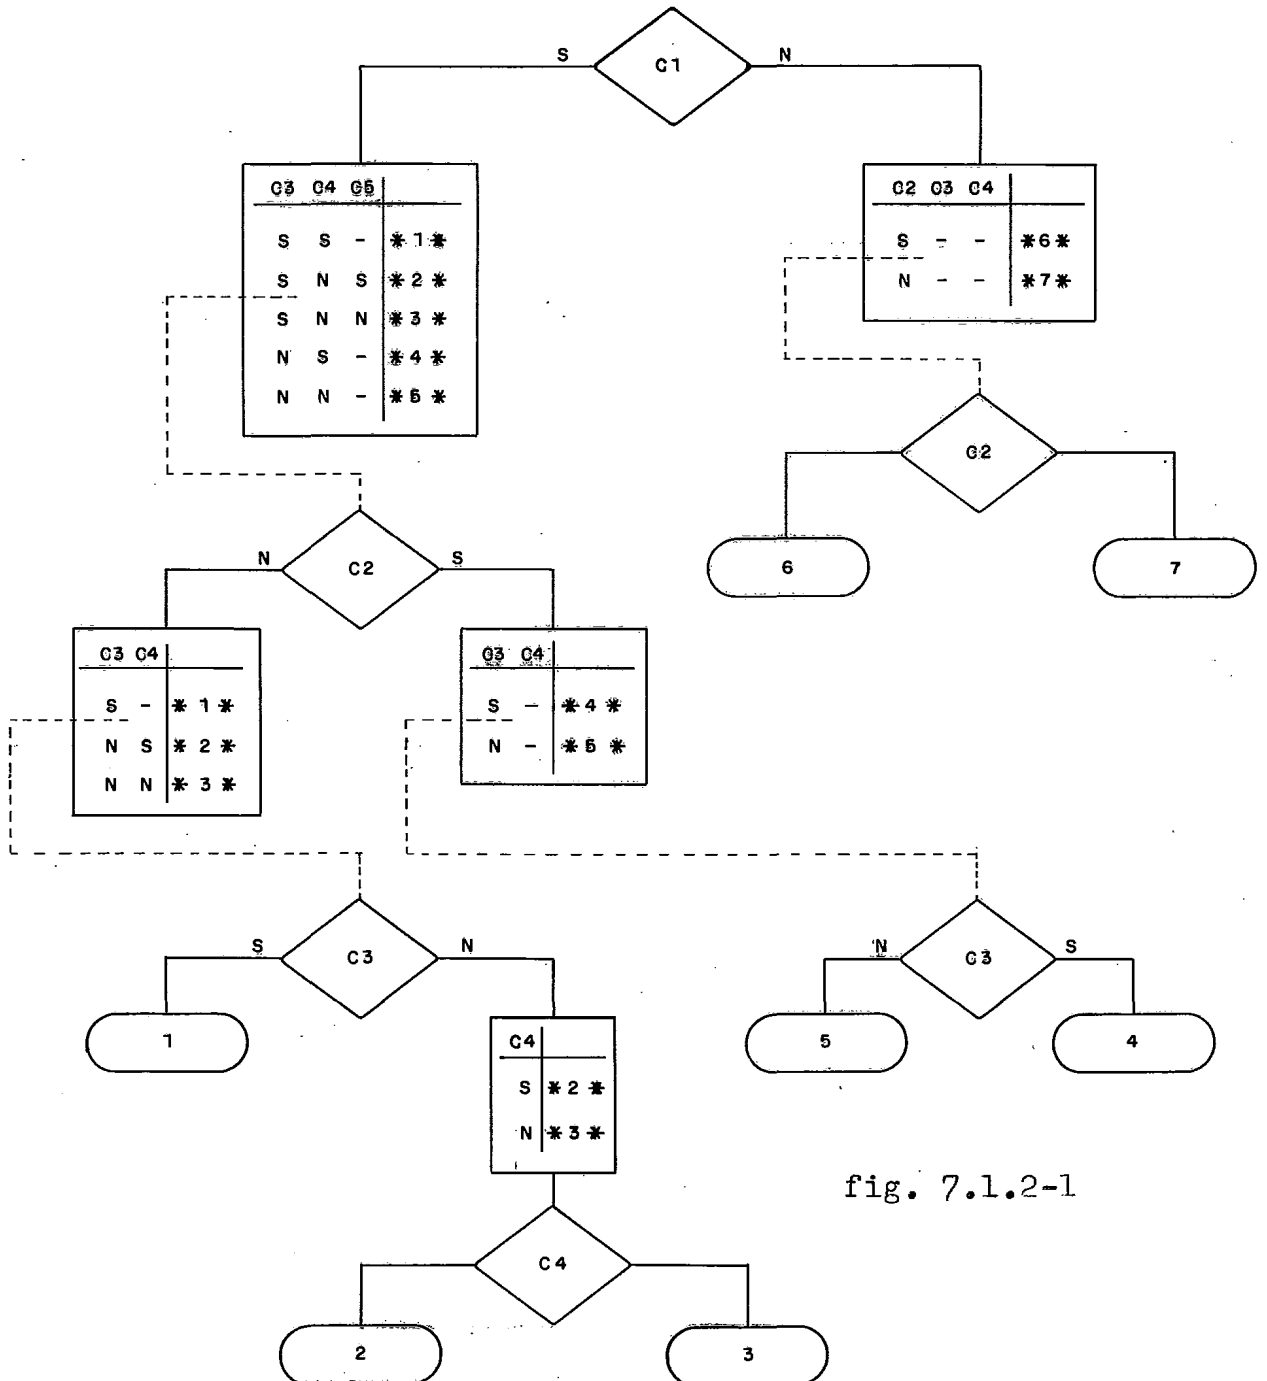 S C1 N
C3 C4 C5
S S - *1*
S N S *2*
S N N *3*
N S - *4*
N N - *5*
C2 C3 C4
S - - *6*
N - - *7*
C2
6
7
N C2 S
C3 C4
S - *1*
N S *2*
N N *3*
C3 C4
S - *4*
N - *5*
S C3 N
1
N C3 S
5
4
C4
S *2*
N *3*
fig. 7.1.2-1
C4
2
3